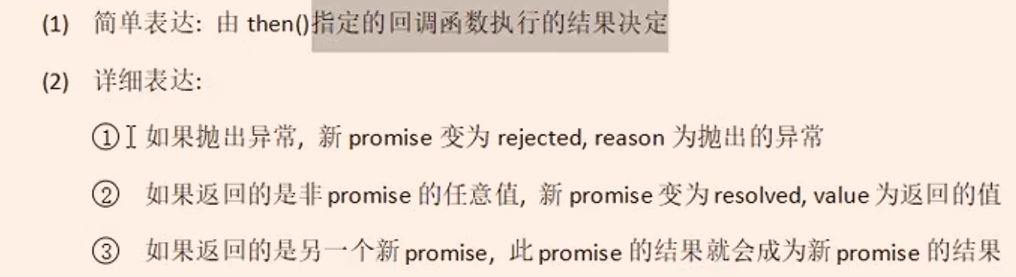 (1) 简单表达: 由 then()指定的回调函数执行的结果决定
(2) 详细表达:
① 如果抛出异常, 新 promise 变为 rejected, reason 为抛出的异常
② 如果返回的是非 promise 的任意值, 新 promise 变为 resolved, value 为返回的值
③ 如果返回的是另一个新 promise, 此 promise 的结果就会成为新 promise 的结果